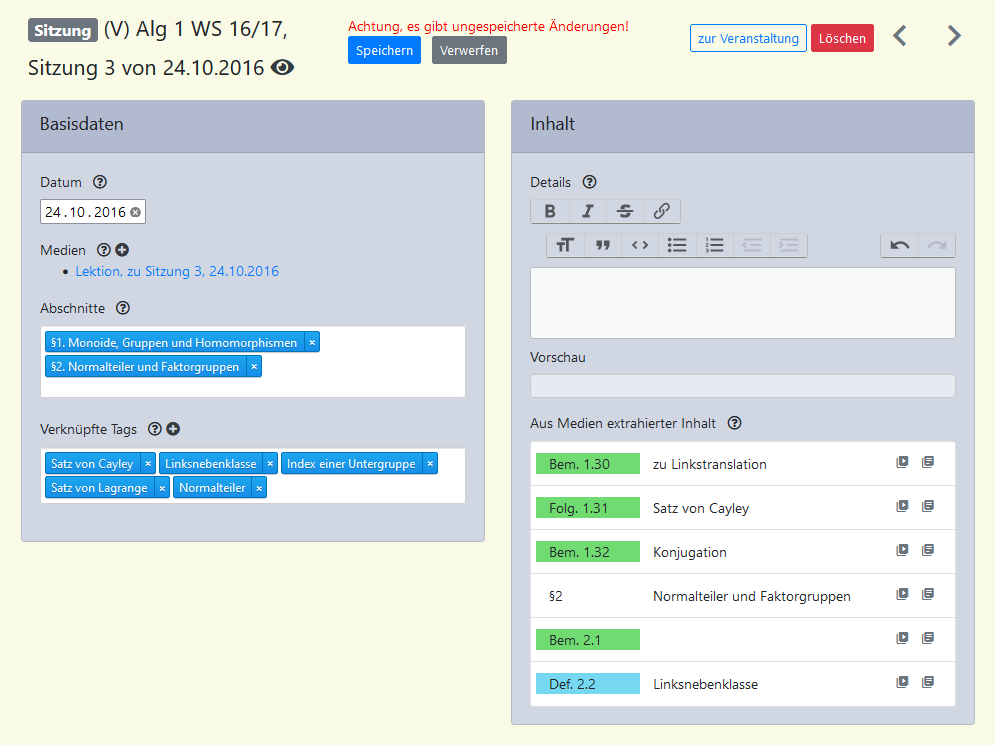 Sitzung (V) Alg 1 WS 16/17,
Sitzung 3 von 24.10.2016
Achtung, es gibt ungespeicherte Änderungen!
Speichern Verwerfen
zur Veranstaltung Löschen
Basisdaten
Datum
24.10.2016
Medien
Lektion, zu Sitzung 3, 24.10.2016
Abschnitte
§1. Monoide, Gruppen und Homomorphismen ×
§2. Normalteiler und Faktorgruppen ×
Verknüpfte Tags
Satz von Cayley × Linksnebenklasse × Index einer Untergruppe ×
Satz von Lagrange × Normalteiler ×
Inhalt
Details
Vorschau
Aus Medien extrahierter Inhalt
Bem. 1.30 zu Linkstranslation
Folg. 1.31 Satz von Cayley
Bem. 1.32 Konjugation
§2 Normalteiler und Faktorgruppen
Bem. 2.1
Def. 2.2 Linksnebenklasse